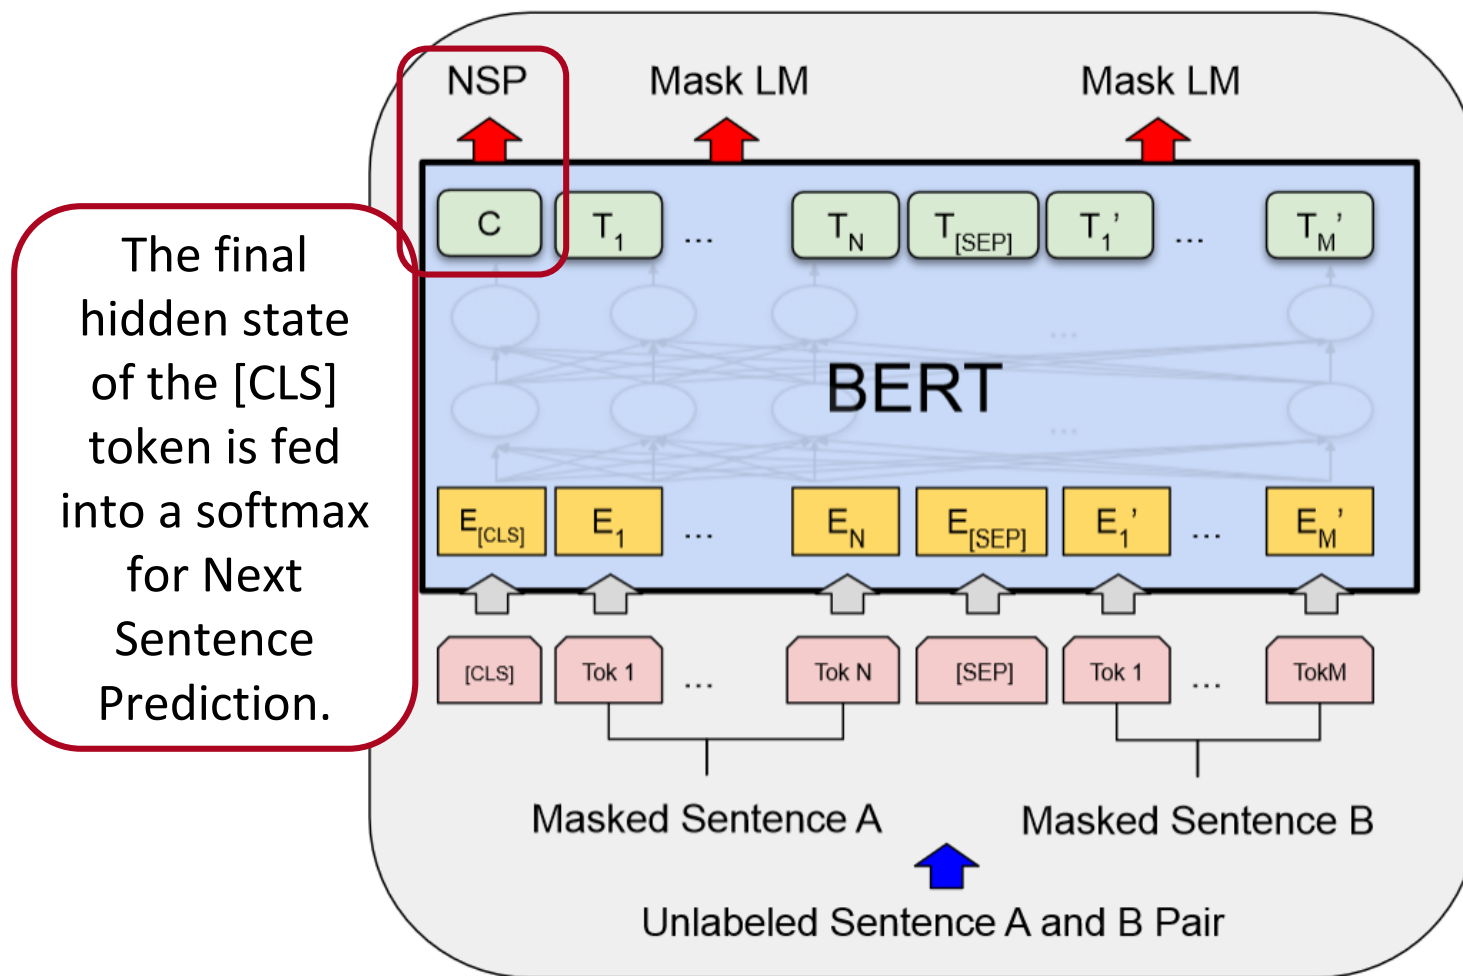 NSP Mask LM Mask LM
The final
hidden state
of the [CLS]
token is fed
into a softmax
for Next
Sentence
Prediction.
C T1 ... TN T[SEP] T1' ... TM'
...
BERT
...
E[CLS] E1 ... EN E[SEP] E1' ... EM'
[CLS] Tok 1 ... Tok N [SEP] Tok 1 ... TokM
Masked Sentence A Masked Sentence B
Unlabeled Sentence A and B Pair